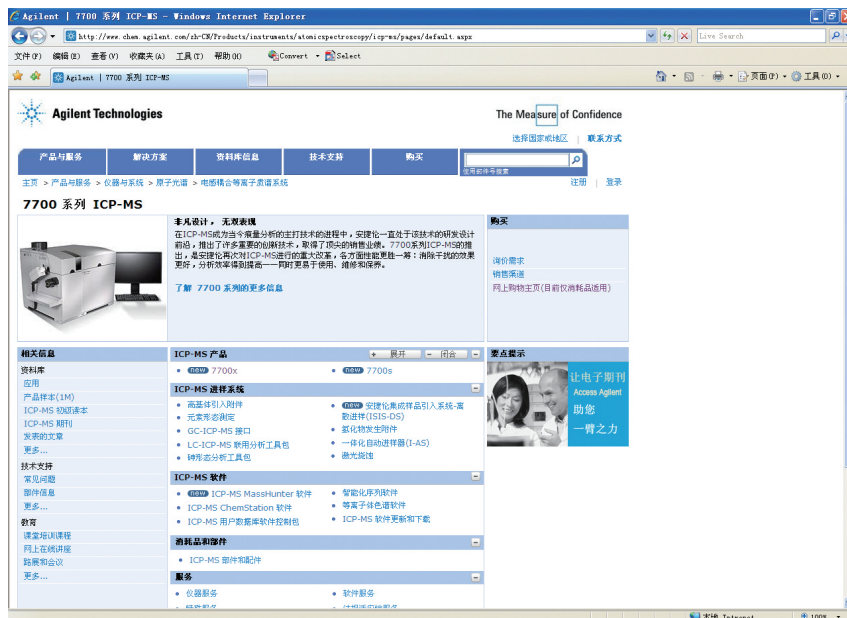 Agilent | 7700 系列 ICP-MS - Windows Internet Explorer
http://www.chem.agilent.com/zh-CN/Products/instruments/atomicspectroscopy/icp-ms/pages/default.aspx
Live Search
文件(F) 编辑(E) 查看(V) 收藏夹(A) 工具(T) 帮助(H) Convert Select
Agilent | 7700 系列 ICP-MS
页面(P) 工具(O)
Agilent Technologies
The Measure of Confidence
选择国家或地区 | 联系方式
产品与服务 解决方案 资料库信息 技术支持 购买
使用部件号搜索
主页 > 产品与服务 > 仪器与系统 > 原子光谱 > 电感耦合等离子质谱系统
注册 | 登录
7700 系列 ICP-MS
非凡设计，无双表现
在ICP-MS成为当今痕量分析的主打技术的进程中，安捷伦一直处于该技术的研发设计
前沿，推出了许多重要的创新技术，取得了顶尖的销售业绩。7700系列ICP-MS的推
出，是安捷伦再次对ICP-MS进行的重大改革，各方面性能更胜一筹：消除干扰的效果
更好，分析效率得到提高——同时更易于使用、维修和保养。
了解 7700 系列的更多信息
购买
询价需求
销售渠道
网上购物主页(目前仅消耗品适用)
相关信息
资料库
应用
产品样本(1M)
ICP-MS 初级读本
ICP-MS 期刊
发表的文章
更多...
技术支持
常见问题
部件信息
更多...
教育
课堂培训课程
网上在线讲座
路展和会议
更多...
ICP-MS 产品
+ 展开 - 闭合
new 7700x
new 7700s
ICP-MS 进样系统
高基体引入附件
元素形态测定
GC-ICP-MS 接口
LC-ICP-MS 联用分析工具包
砷形态分析工具包
new 安捷伦集成样品引入系统-离
散进样(ISIS-DS)
氢化物发生附件
一体化自动进样器(I-AS)
激光烧蚀
ICP-MS 软件
new ICP-MS MassHunter 软件
ICP-MS ChemStation 软件
ICP-MS 用户数据库软件控制包
智能化序列软件
等离子体色谱软件
ICP-MS 软件更新和下载
消耗品和部件
ICP-MS 部件和配件
服务
仪器服务
软件服务
要点提示
让电子期刊
Access Agilent
助您
一臂之力
100%